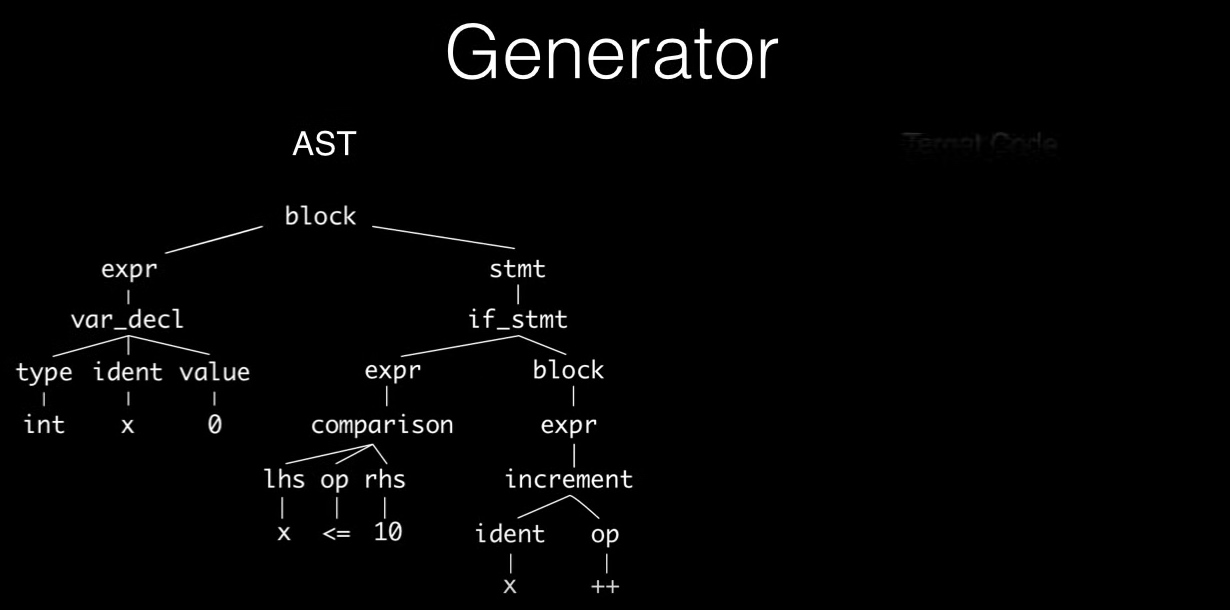 Generator
AST
Target Code
block
expr stmt
var_decl if_stmt
type ident value expr block
int x 0 comparison expr
lhs op rhs increment
x <= 10 ident op
x ++